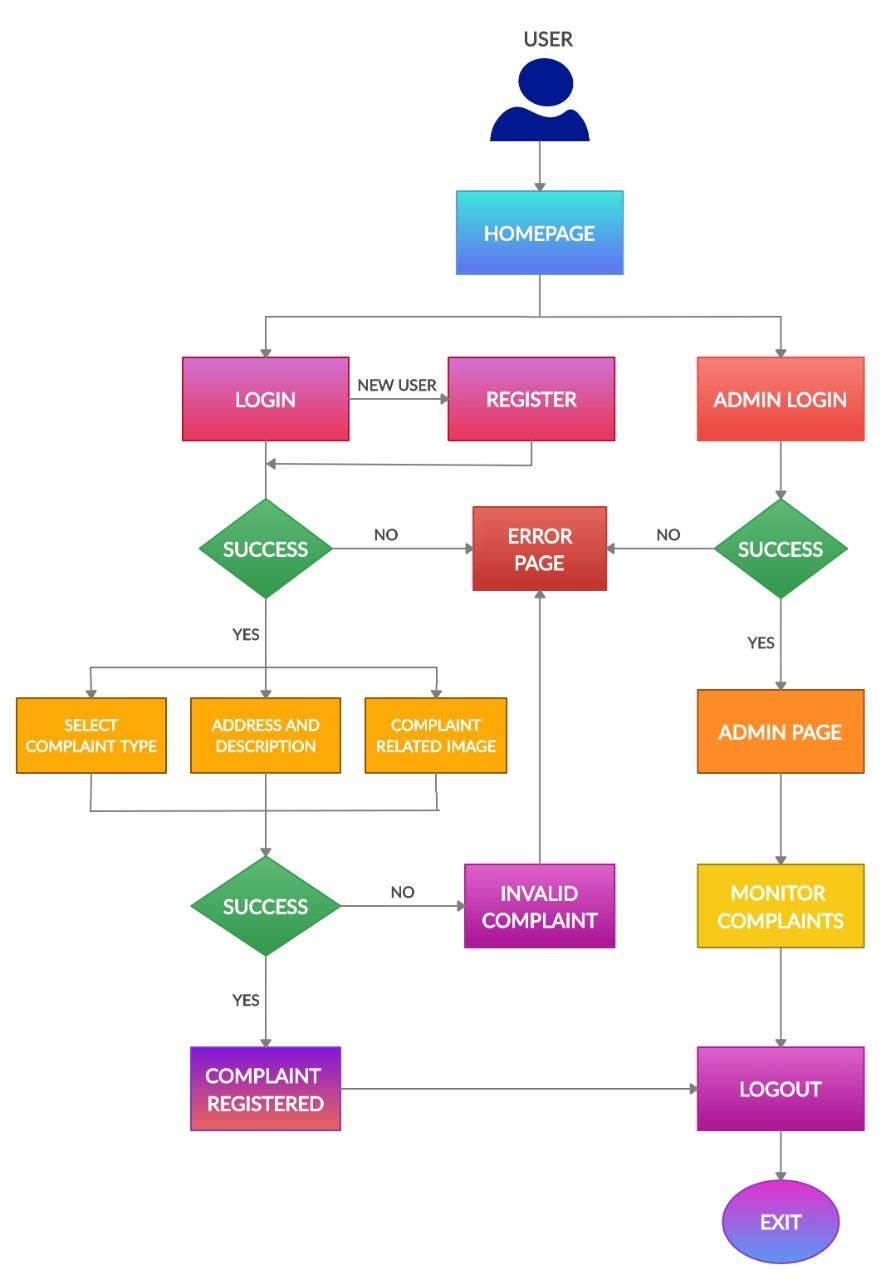 USER
HOMEPAGE
LOGIN
NEW USER
REGISTER
ADMIN LOGIN
SUCCESS
NO
ERROR
PAGE
NO
SUCCESS
YES
YES
SELECT
COMPLAINT TYPE
ADDRESS AND
DESCRIPTION
COMPLAINT
RELATED IMAGE
ADMIN PAGE
SUCCESS
NO
INVALID
COMPLAINT
MONITOR
COMPLAINTS
YES
COMPLAINT
REGISTERED
LOGOUT
EXIT